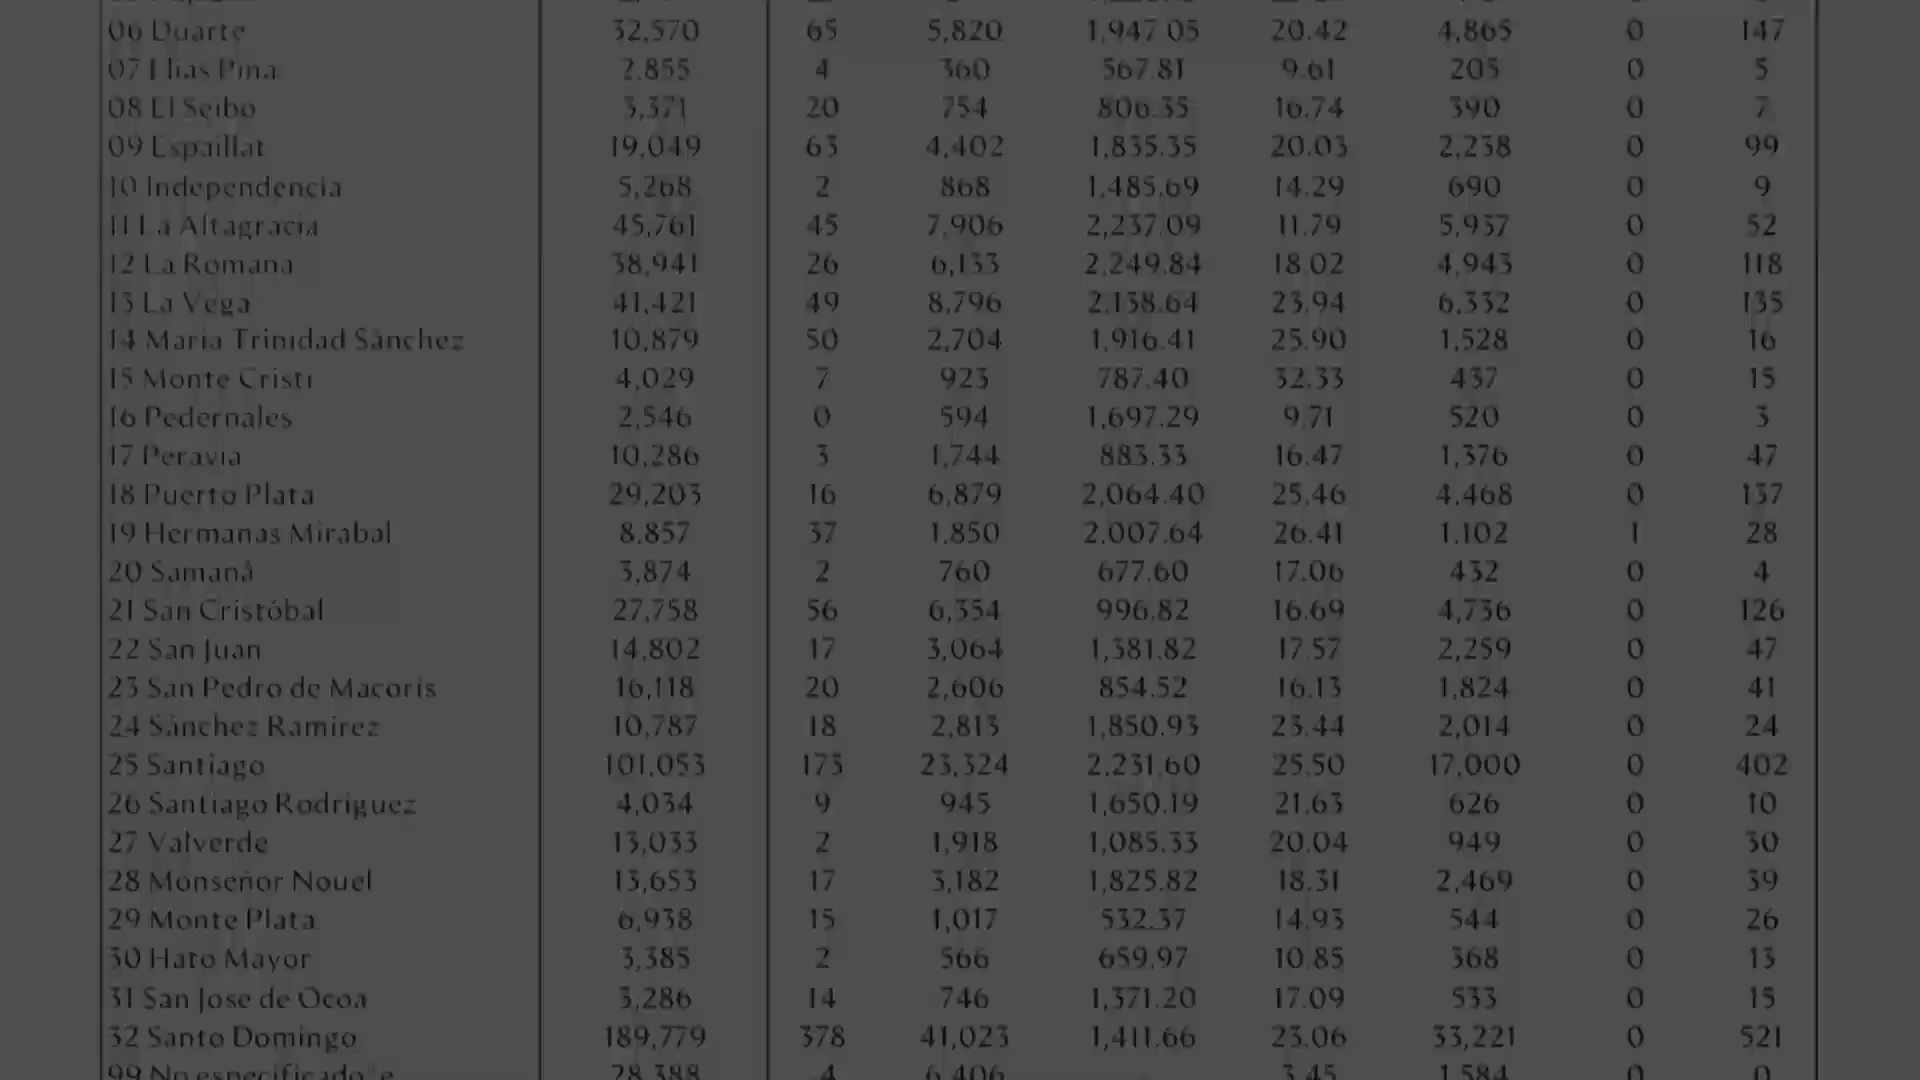 06 Duarte 32,570 65 5,820 1,947.05 20.42 4,865 0 147
07 Elias Pina 2,855 4 360 567.81 9.61 205 0 5
08 El Seibo 3,371 20 754 806.35 16.74 390 0 7
09 Espaillat 19,049 63 4,402 1,835.35 20.03 2,238 0 99
10 Independencia 5,268 2 868 1,485.69 14.29 690 0 9
11 La Altagracia 45,761 45 7,906 2,237.09 11.79 5,937 0 52
12 La Romana 38,941 26 6,133 2,249.84 18.02 4,943 0 118
13 La Vega 41,421 49 8,796 2,138.64 23.94 6,332 0 135
14 María Trinidad Sánchez 10,879 50 2,704 1,916.41 25.90 1,528 0 16
15 Monte Cristi 4,029 7 923 787.40 32.33 437 0 15
16 Pedernales 2,546 0 594 1,697.29 9.71 520 0 3
17 Peravia 10,286 3 1,744 883.33 16.47 1,376 0 47
18 Puerto Plata 29,203 16 6,879 2,064.40 25.46 4,468 0 137
19 Hermanas Mirabal 8,857 37 1,850 2,007.64 26.41 1,102 1 28
20 Samaná 3,874 2 760 677.60 17.06 432 0 4
21 San Cristóbal 27,758 56 6,354 996.82 16.69 4,736 0 126
22 San Juan 14,802 17 3,064 1,381.82 17.57 2,259 0 47
23 San Pedro de Macoris 16,118 20 2,606 854.52 16.13 1,824 0 41
24 Sánchez Ramirez 10,787 18 2,813 1,850.93 23.44 2,014 0 24
25 Santiago 101,053 173 23,324 2,231.60 25.50 17,000 0 402
26 Santiago Rodriguez 4,034 9 945 1,650.19 21.63 626 0 10
27 Valverde 13,033 2 1,918 1,085.33 20.04 949 0 30
28 Monseñor Nouel 13,653 17 3,182 1,825.82 18.31 2,469 0 39
29 Monte Plata 6,938 15 1,017 532.37 14.93 544 0 26
30 Hato Mayor 3,385 2 566 659.97 10.85 368 0 13
31 San Jose de Ocoa 3,286 14 746 1,371.20 17.09 533 0 15
32 Santo Domingo 189,779 378 41,023 1,411.66 23.06 33,221 0 521
99 No especificado e 28,388 4 6,406 - 3.45 1,584 0 0